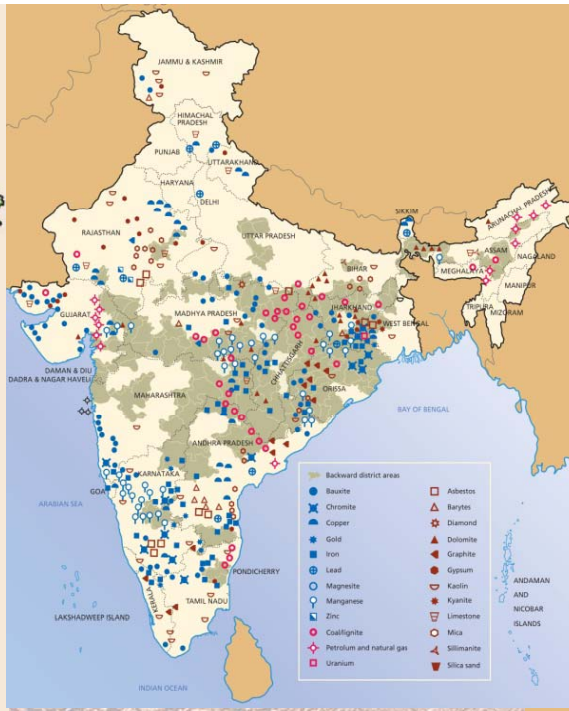 JAMMU & KASHMIR
HIMACHAL
PRADESH
PUNJAB
UTTARAKHAND
HARYANA
DELHI
SIKKIM
ARUNACHAL PRADESH
RAJASTHAN
UTTAR PRADESH
ASSAM
NAGALAND
BIHAR
MEGHALAYA
MANIPUR
JHARKHAND
TRIPURA
MIZORAM
GUJARAT
MADHYA PRADESH
WEST BENGAL
CHHATTISGARH
DAMAN & DIU
DADRA & NAGAR HAVELI
MAHARASHTRA
ORISSA
BAY OF BENGAL
ANDHRA PRADESH
KARNATAKA
GOA
ARABIAN SEA
PONDICHERRY
KERALA
TAMIL NADU
LAKSHADWEEP ISLAND
INDIAN OCEAN
ANDAMAN
AND
NICOBAR
ISLANDS
Backward district areas
Bauxite
Chromite
Copper
Gold
Iron
Lead
Magnesite
Manganese
Zinc
Coal/lignite
Petrolum and natural gas
Uranium
Asbestos
Barytes
Diamond
Dolomite
Graphite
Gypsum
Kaolin
Kyanite
Limestone
Mica
Sillimanite
Silica sand